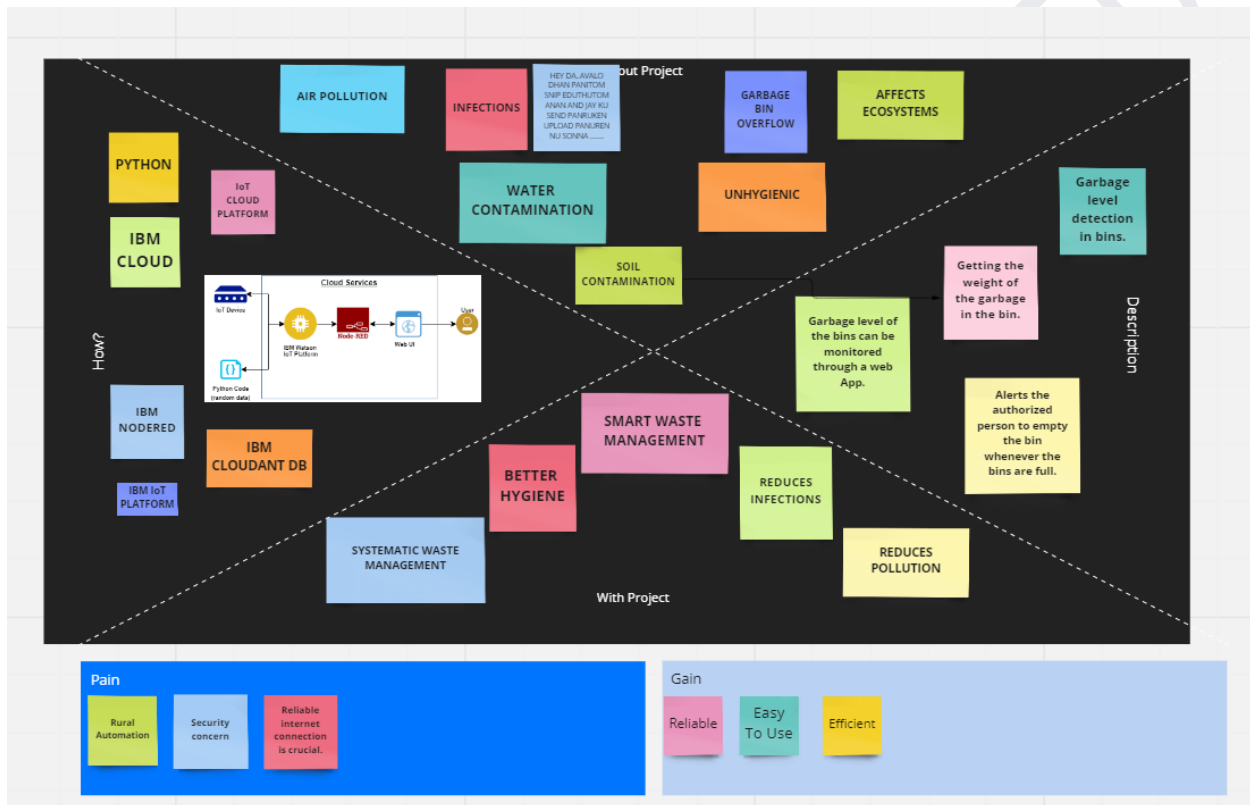 out Project
AIR POLLUTION
INFECTIONS
HEY DA..AVALO
DHAN PANITOM
SNIP EDUTHUTOM
ANAN AND JAY KU
SEND PANRUKEN
UPLOAD PANUREN
NU SONNA ........
GARBAGE
BIN
OVERFLOW
AFFECTS
ECOSYSTEMS
WATER
CONTAMINATION
UNHYGIENIC
SOIL
CONTAMINATION
How?
PYTHON
IoT
CLOUD
PLATFORM
IBM
CLOUD
Cloud Services
IoT Device
IBM Watson
IoT Platform
Node-RED
Web UI
User
Python Code
(random data)
IBM
NODERED
IBM
CLOUDANT DB
IBM IoT
PLATFORM
Description
Garbage
level
detection
in bins.
Getting the
weight of
the garbage
in the bin.
Garbage level of
the bins can be
monitored
through a web
App.
Alerts the
authorized
person to empty
the bin
whenever the
bins are full.
SMART WASTE
MANAGEMENT
BETTER
HYGIENE
REDUCES
INFECTIONS
SYSTEMATIC WASTE
MANAGEMENT
REDUCES
POLLUTION
With Project
Pain
Rural
Automation
Security
concern
Reliable
internet
connection
is crucial.
Gain
Reliable
Easy
To Use
Efficient